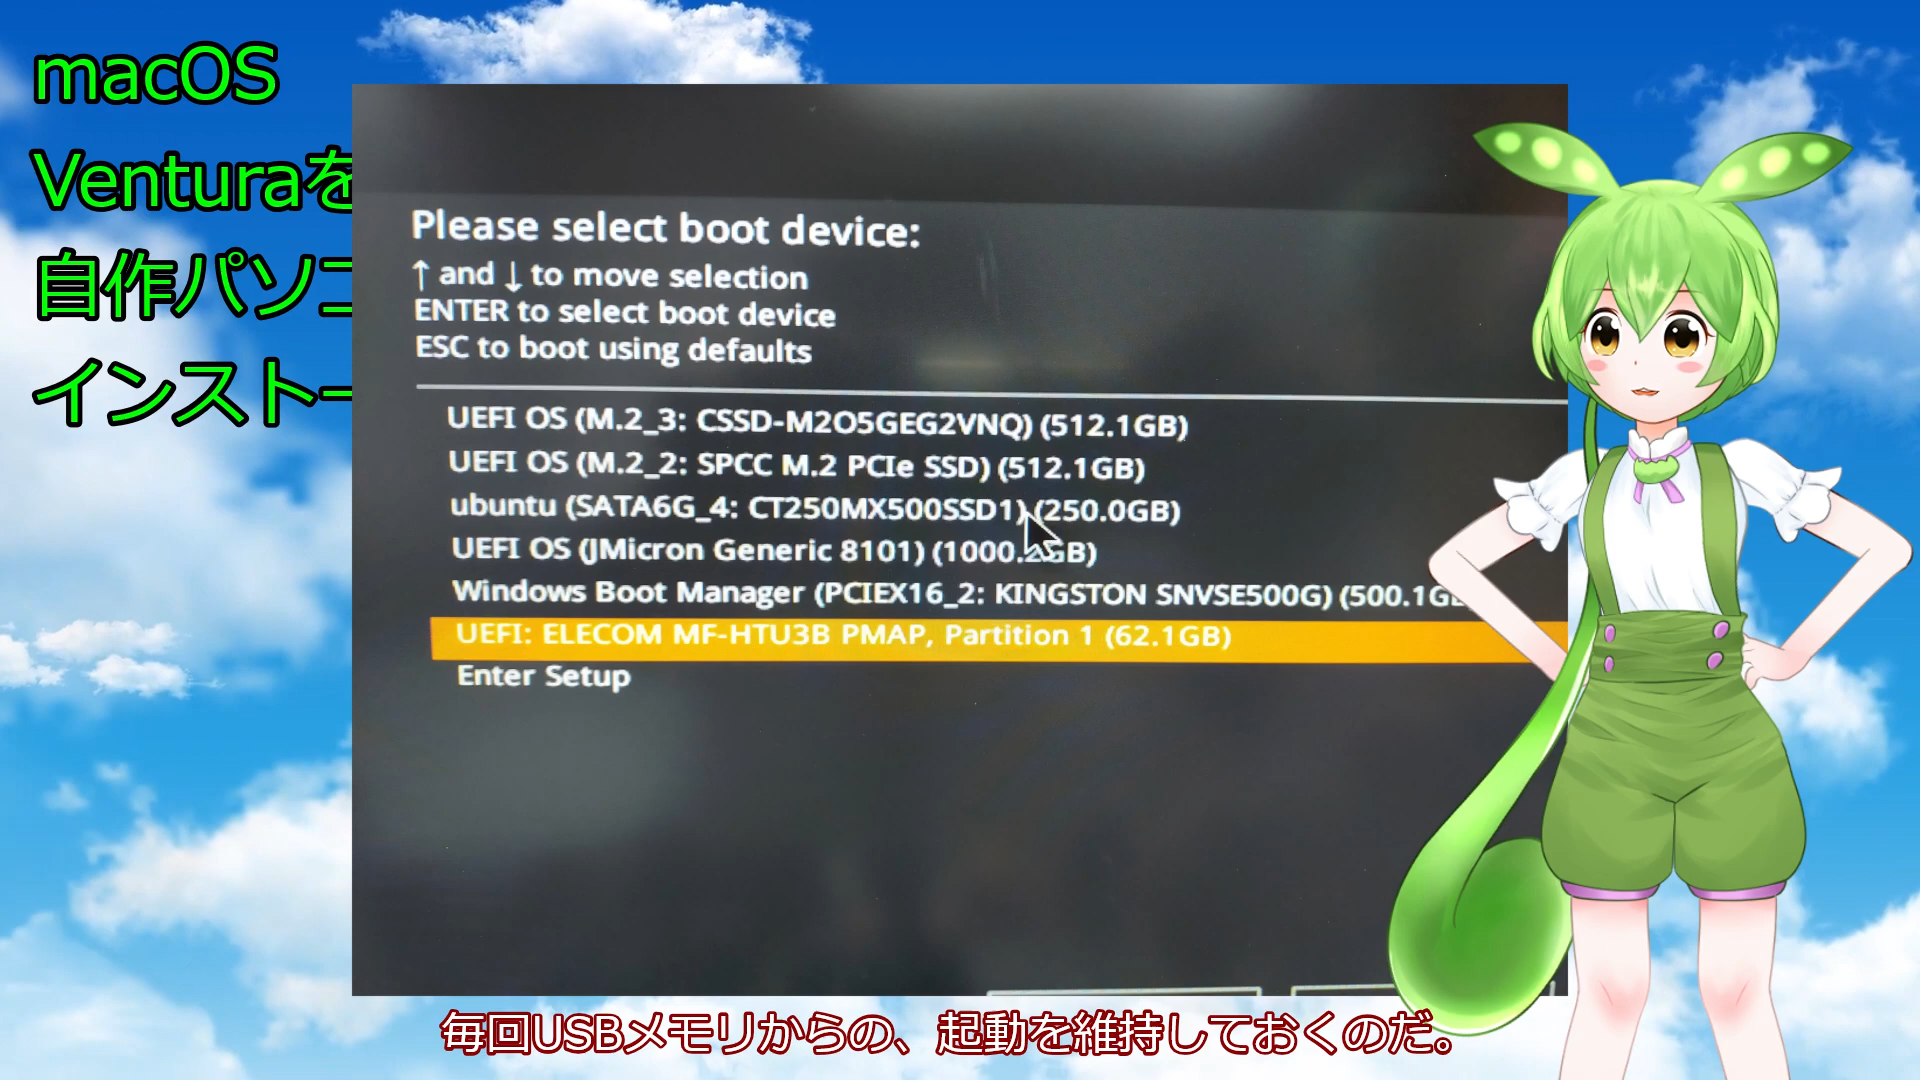 macOS
Venturaを
自作パソコ
インストー
Please select boot device:
↑ and ↓ to move selection
ENTER to select boot device
ESC to boot using defaults
UEFI OS (M.2_3: CSSD-M2O5GEG2VNQ) (512.1GB)
UEFI OS (M.2_2: SPCC M.2 PCIe SSD) (512.1GB)
ubuntu (SATA6G_4: CT250MX500SSD1) (250.0GB)
UEFI OS (JMicron Generic 8101) (1000.2GB)
Windows Boot Manager (PCIEX16_2: KINGSTON SNVSE500G) (500.1GB
UEFI: ELECOM MF-HTU3B PMAP, Partition 1 (62.1GB)
Enter Setup
毎回USBメモリからの、起動を維持しておくのだ。